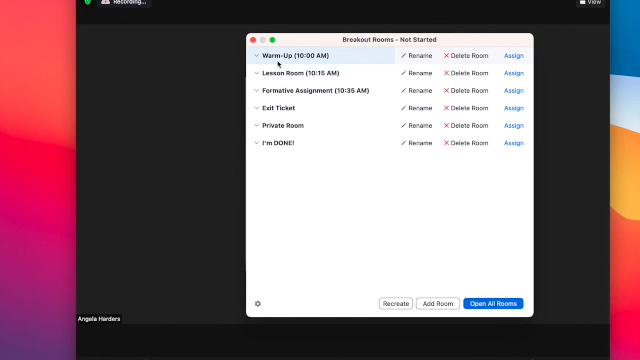 Recording...
View
Breakout Rooms - Not Started
Warm-Up (10:00 AM) Rename Delete Room Assign
Lesson Room (10:15 AM) Rename Delete Room Assign
Formative Assignment (10:35 AM) Rename Delete Room Assign
Exit Ticket Rename Delete Room Assign
Private Room Rename Delete Room Assign
I'm DONE! Rename Delete Room Assign
Recreate Add Room Open All Rooms
Angela Harders